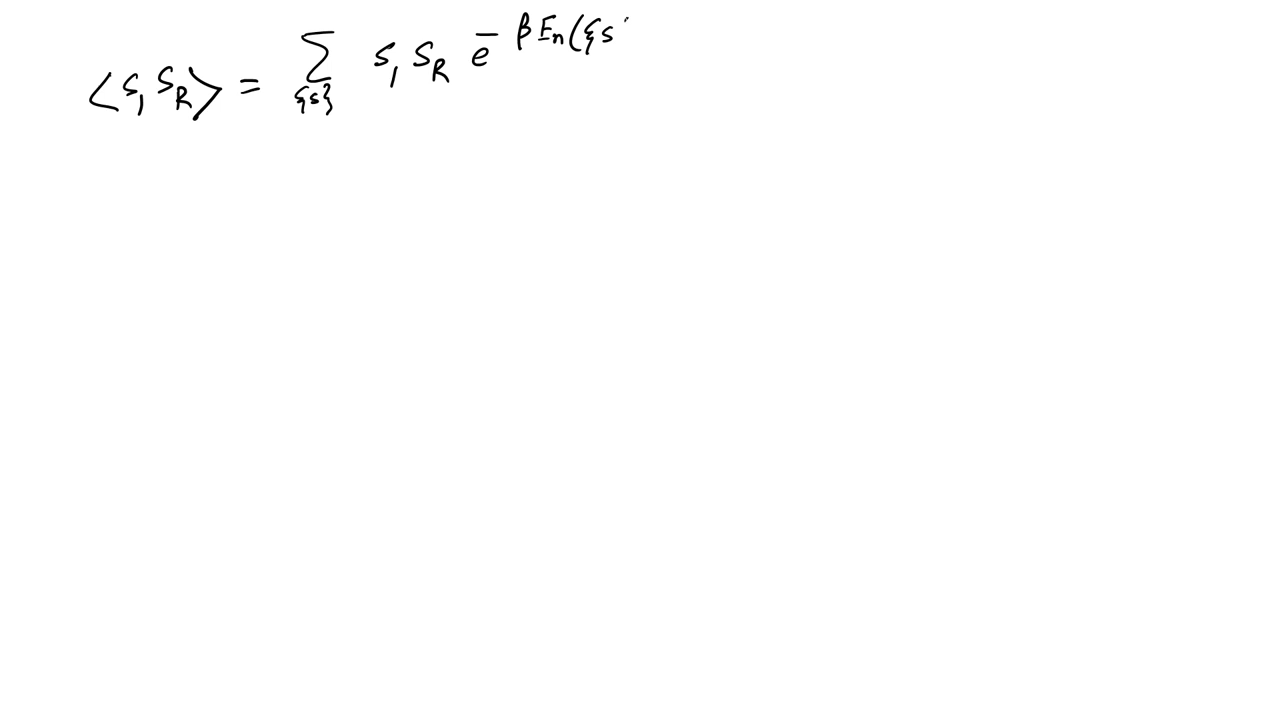 ⟨S₁ S_R⟩ = Σ_{{s}} S₁ S_R e^{-βE_n({s